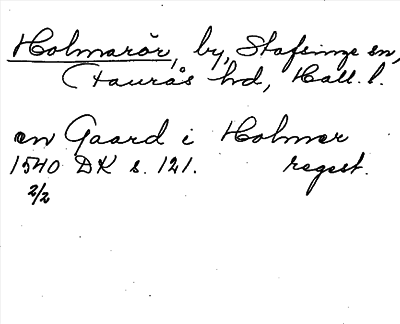 Holmarör, by, Stafsinge sn,
Faurås hd, Hall. l.
en Gaard i Holmer
1540 DK s. 121. regest.
2/2